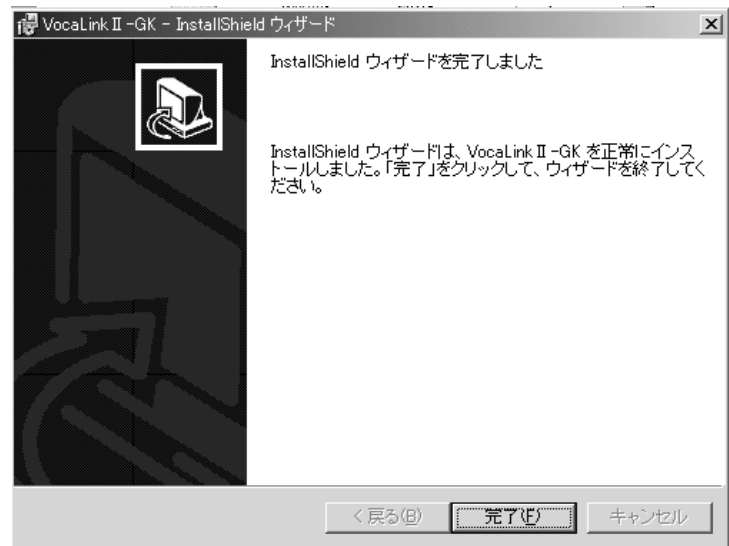 VocaLink II -GK - InstallShield ウィザード
InstallShield ウィザードを完了しました
InstallShield ウィザードは、VocaLink II -GK を正常にインス
トールしました。「完了」をクリックして、ウィザードを終了してく
ださい。
< 戻る(B)
完了(F)
キャンセル